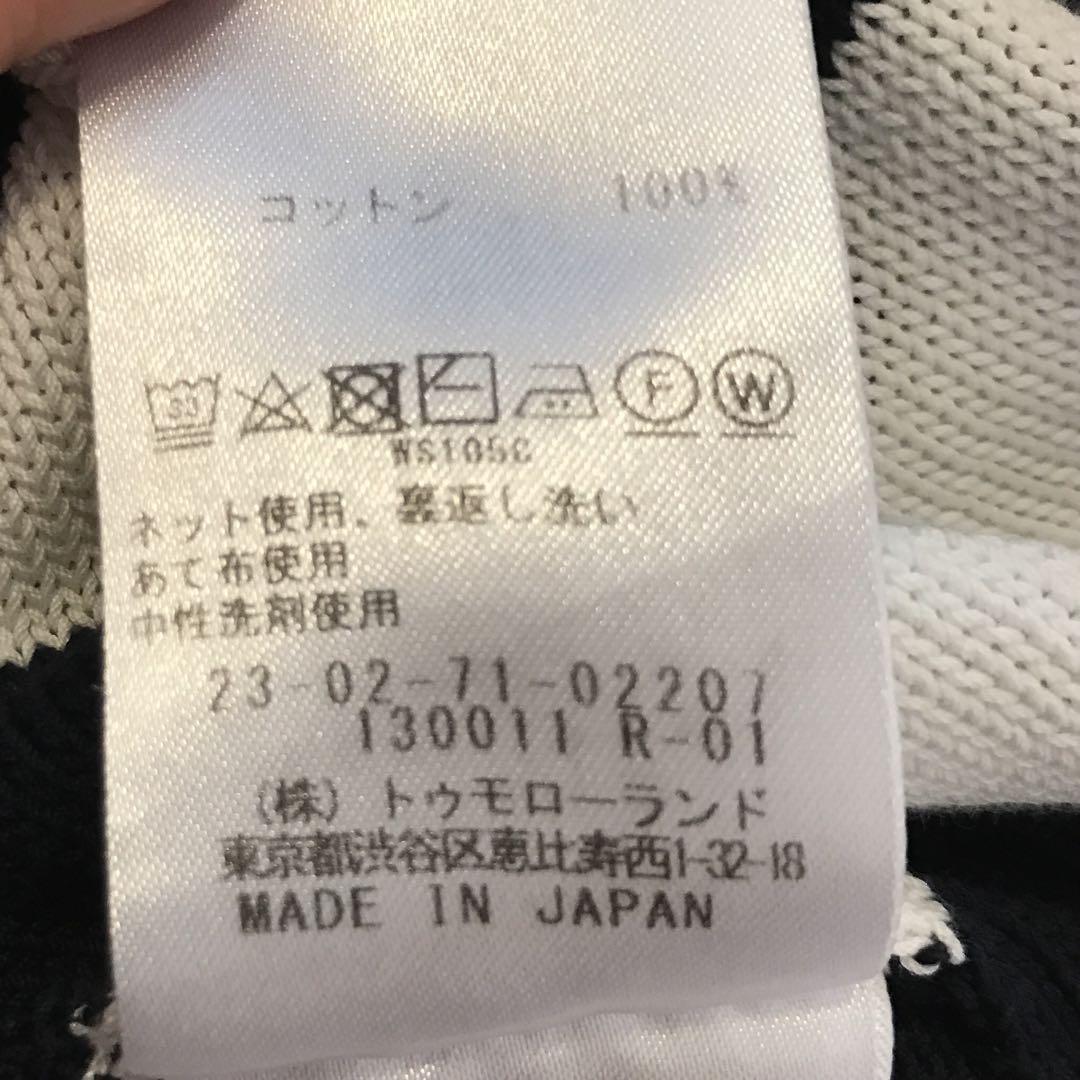 コットン 100%
30
F W
WS105C
ネット使用、裏返し洗い
あて布使用
中性洗剤使用
23-02-71-02207
130011 R-01
(株) トゥモローランド
東京都渋谷区恵比寿西1-32-18
MADE IN JAPAN